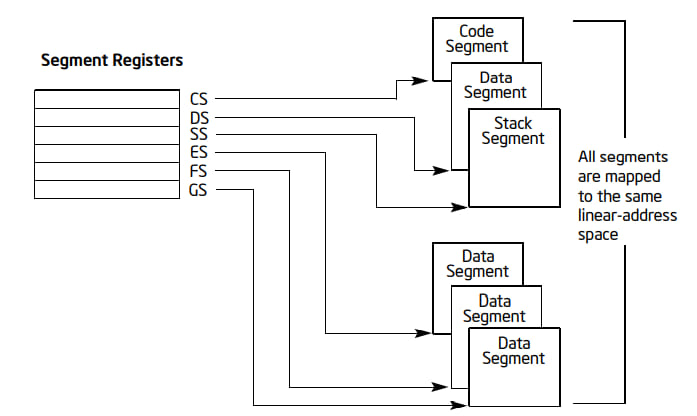 Segment Registers
CS
DS
SS
ES
FS
GS
Code
Segment
Data
Segment
Stack
Segment
Data
Segment
Data
Segment
Data
Segment
All segments
are mapped
to the same
linear-address
space